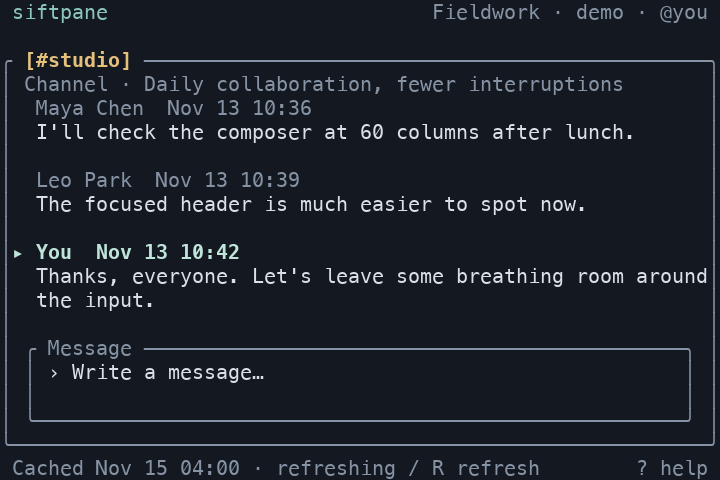 siftpane Fieldwork · demo · @you
[#studio]
Channel · Daily collaboration, fewer interruptions
Maya Chen Nov 13 10:36
I'll check the composer at 60 columns after lunch.
Leo Park Nov 13 10:39
The focused header is much easier to spot now.
▸ You Nov 13 10:42
Thanks, everyone. Let's leave some breathing room around
the input.
Message
› Write a message…
Cached Nov 15 04:00 · refreshing / R refresh ? help